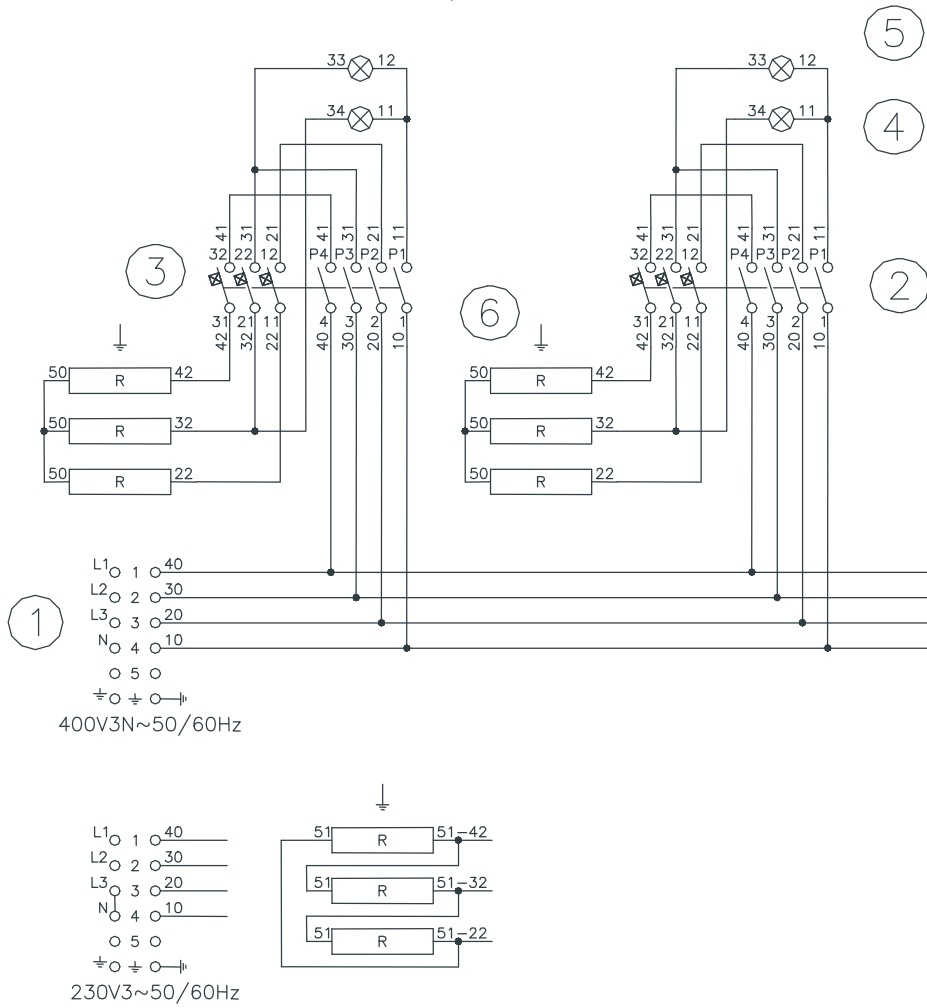 5
33 12 33 12
34 11 34 11
4
41 31 21 41 31 21 11 41 31 21 41 31 21 11
32 22 12 P4 P3 P2 P1 32 22 12 P4 P3 P2 P1
3
2
6
31 21 11 4 3 2 1 31 21 11 4 3 2 1
42 32 22 40 30 20 10 42 32 22 40 30 20 10
50 R 42 50 R 42
50 R 32 50 R 32
50 R 22 50 R 22
L1 1 40
L2 2 30
1
L3 3 20
N 4 10
5
400V3N~50/60Hz
L1 1 40 51 R 51-42
L2 2 30
L3 3 20 51 R 51-32
N 4 10
5 51 R 51-22
230V3~50/60Hz